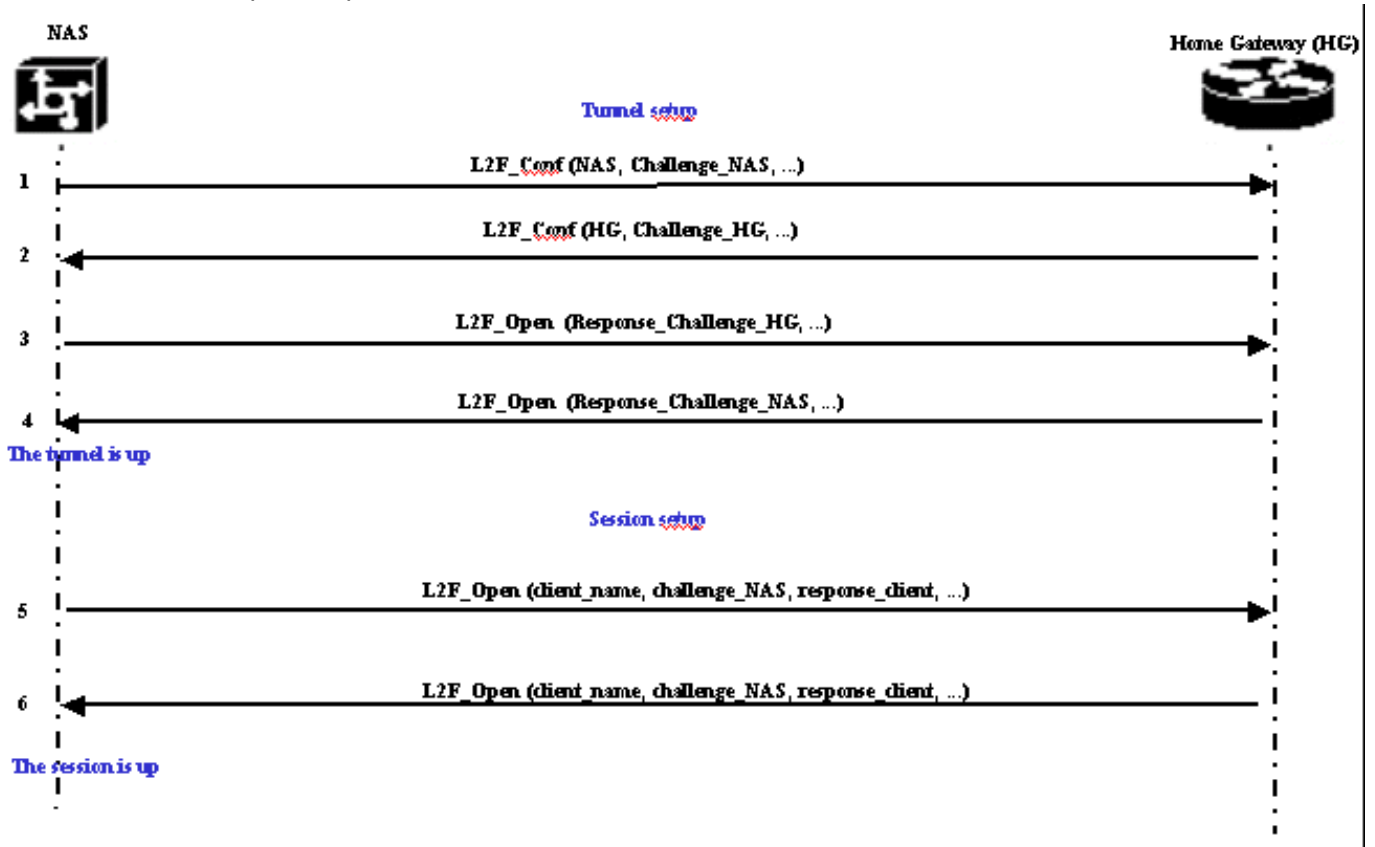 NAS
Home Gateway (HG)
Tunnel setup
L2F_Conf (NAS, Challenge_NAS, ...)
1
L2F_Conf (HG, Challenge_HG, ...)
2
L2F_Open (Response_Challenge_HG, ...)
3
L2F_Open (Response_Challenge_NAS, ...)
4
The tunnel is up
Session setup
L2F_Open (client_name, challenge_NAS, response_client, ...)
5
L2F_Open (client_name, challenge_NAS, response_client, ...)
6
The session is up